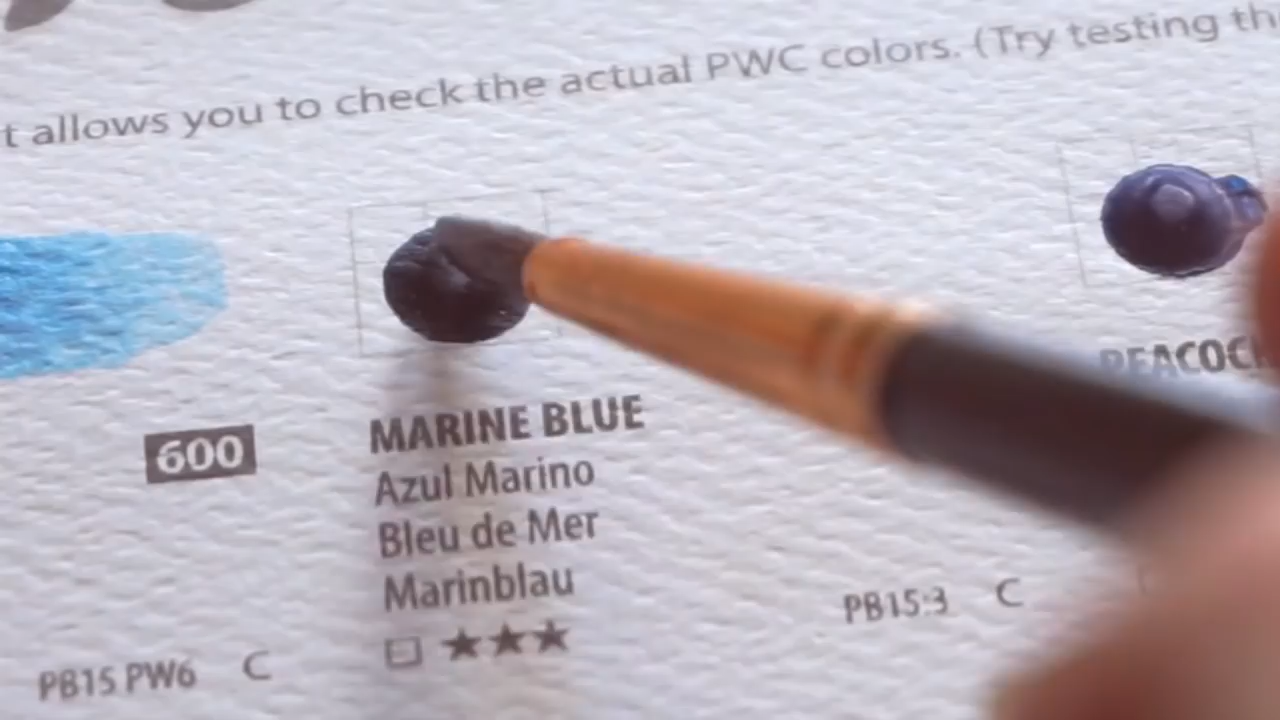 t allows you to check the actual PWC colors. (Try testing th
PEACOCK
600
MARINE BLUE
Azul Marino
Bleu de Mer
Marinblau
□ ★★★
PB15:3 C
PB15 PW6 C